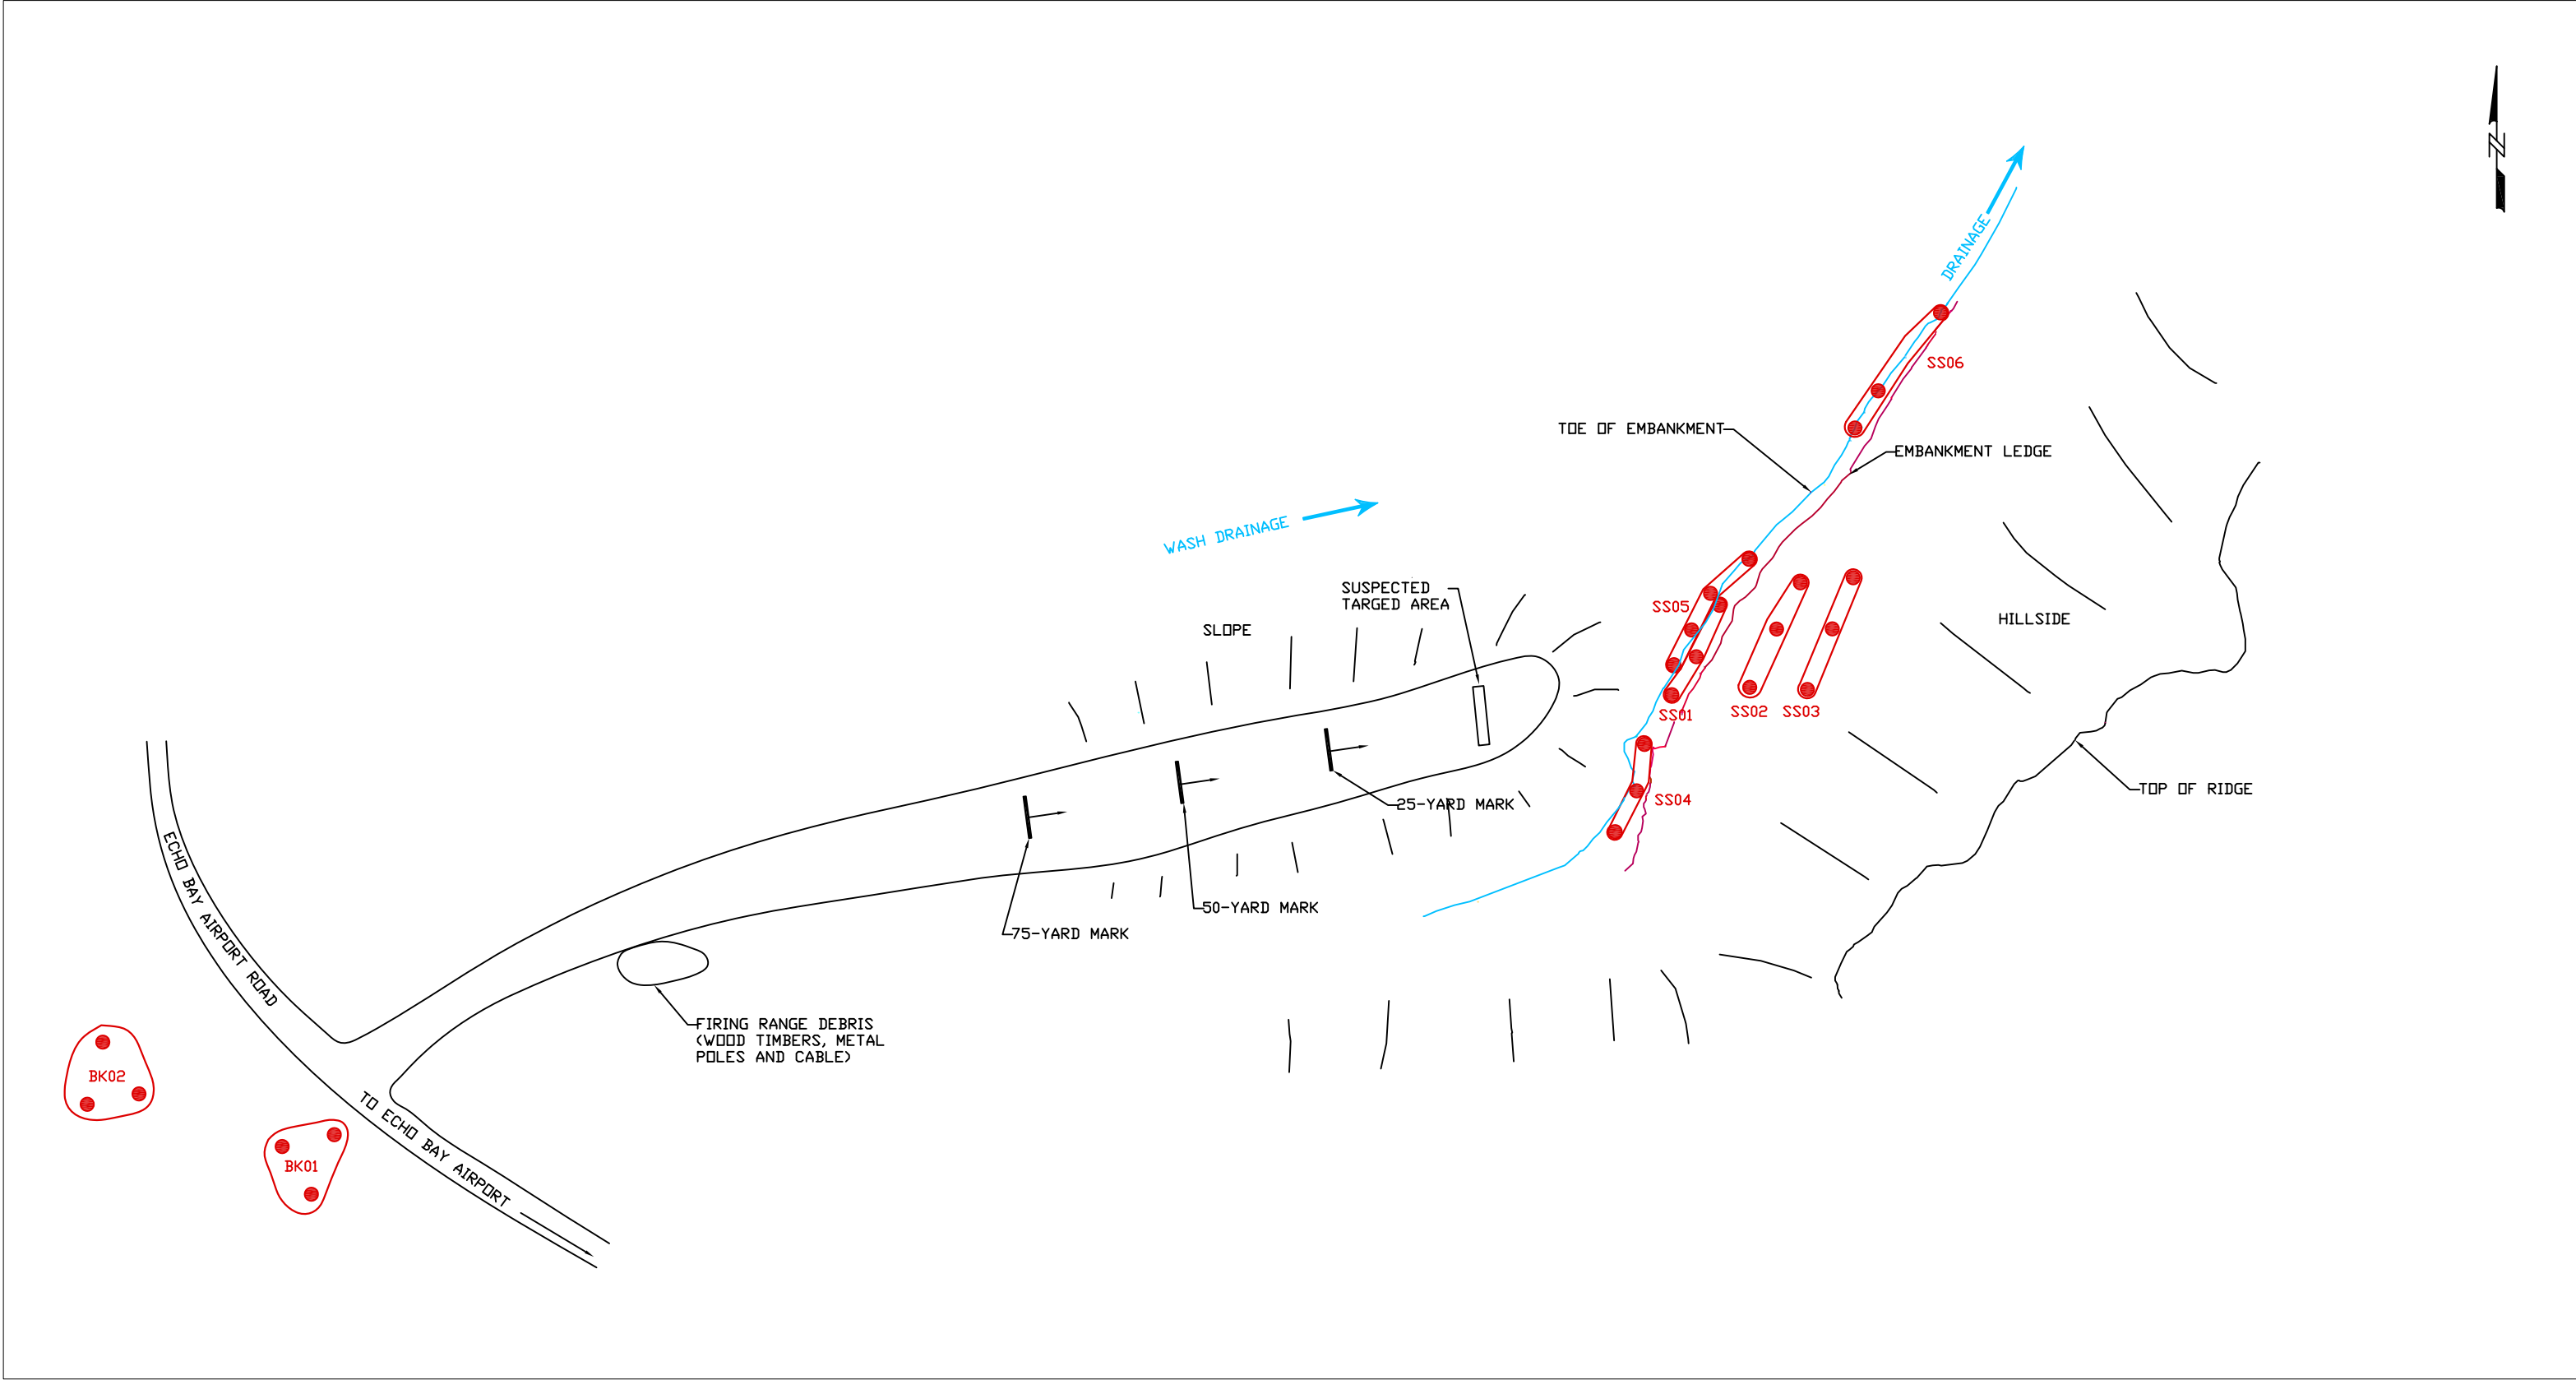 N
DRAINAGE
SS06
TOE OF EMBANKMENT
EMBANKMENT LEDGE
WASH DRAINAGE
SUSPECTED
TARGED AREA
SS05
SLOPE
HILLSIDE
SS01
SS02
SS03
TOP OF RIDGE
SS04
25-YARD MARK
50-YARD MARK
75-YARD MARK
ECHO BAY AIRPORT ROAD
FIRING RANGE DEBRIS
(WOOD TIMBERS, METAL
POLES AND CABLE)
BK02
TO ECHO BAY AIRPORT
BK01